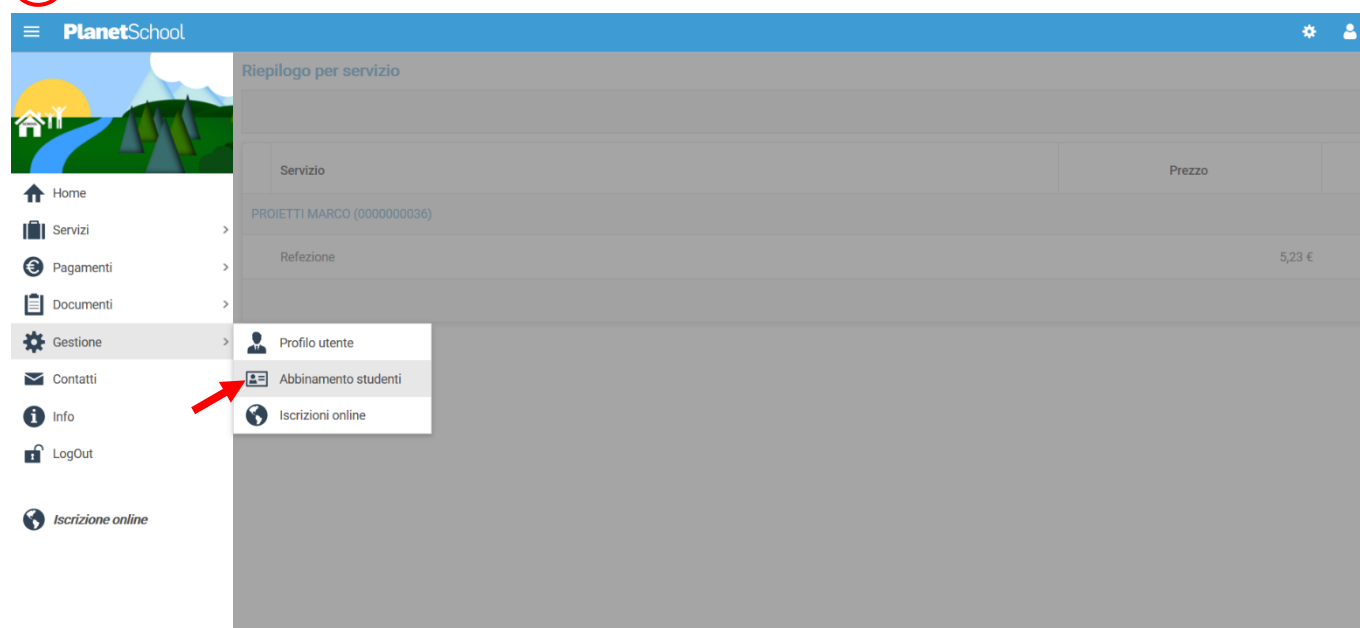 PlanetSchool
Riepilogo per servizio
Servizio Prezzo
PROIETTI MARCO (0000000036)
Refezione 5,23 €
Home
Servizi
Pagamenti
Documenti
Gestione
Contatti
Info
LogOut
Iscrizione online
Profilo utente
Abbinamento studenti
Iscrizioni online